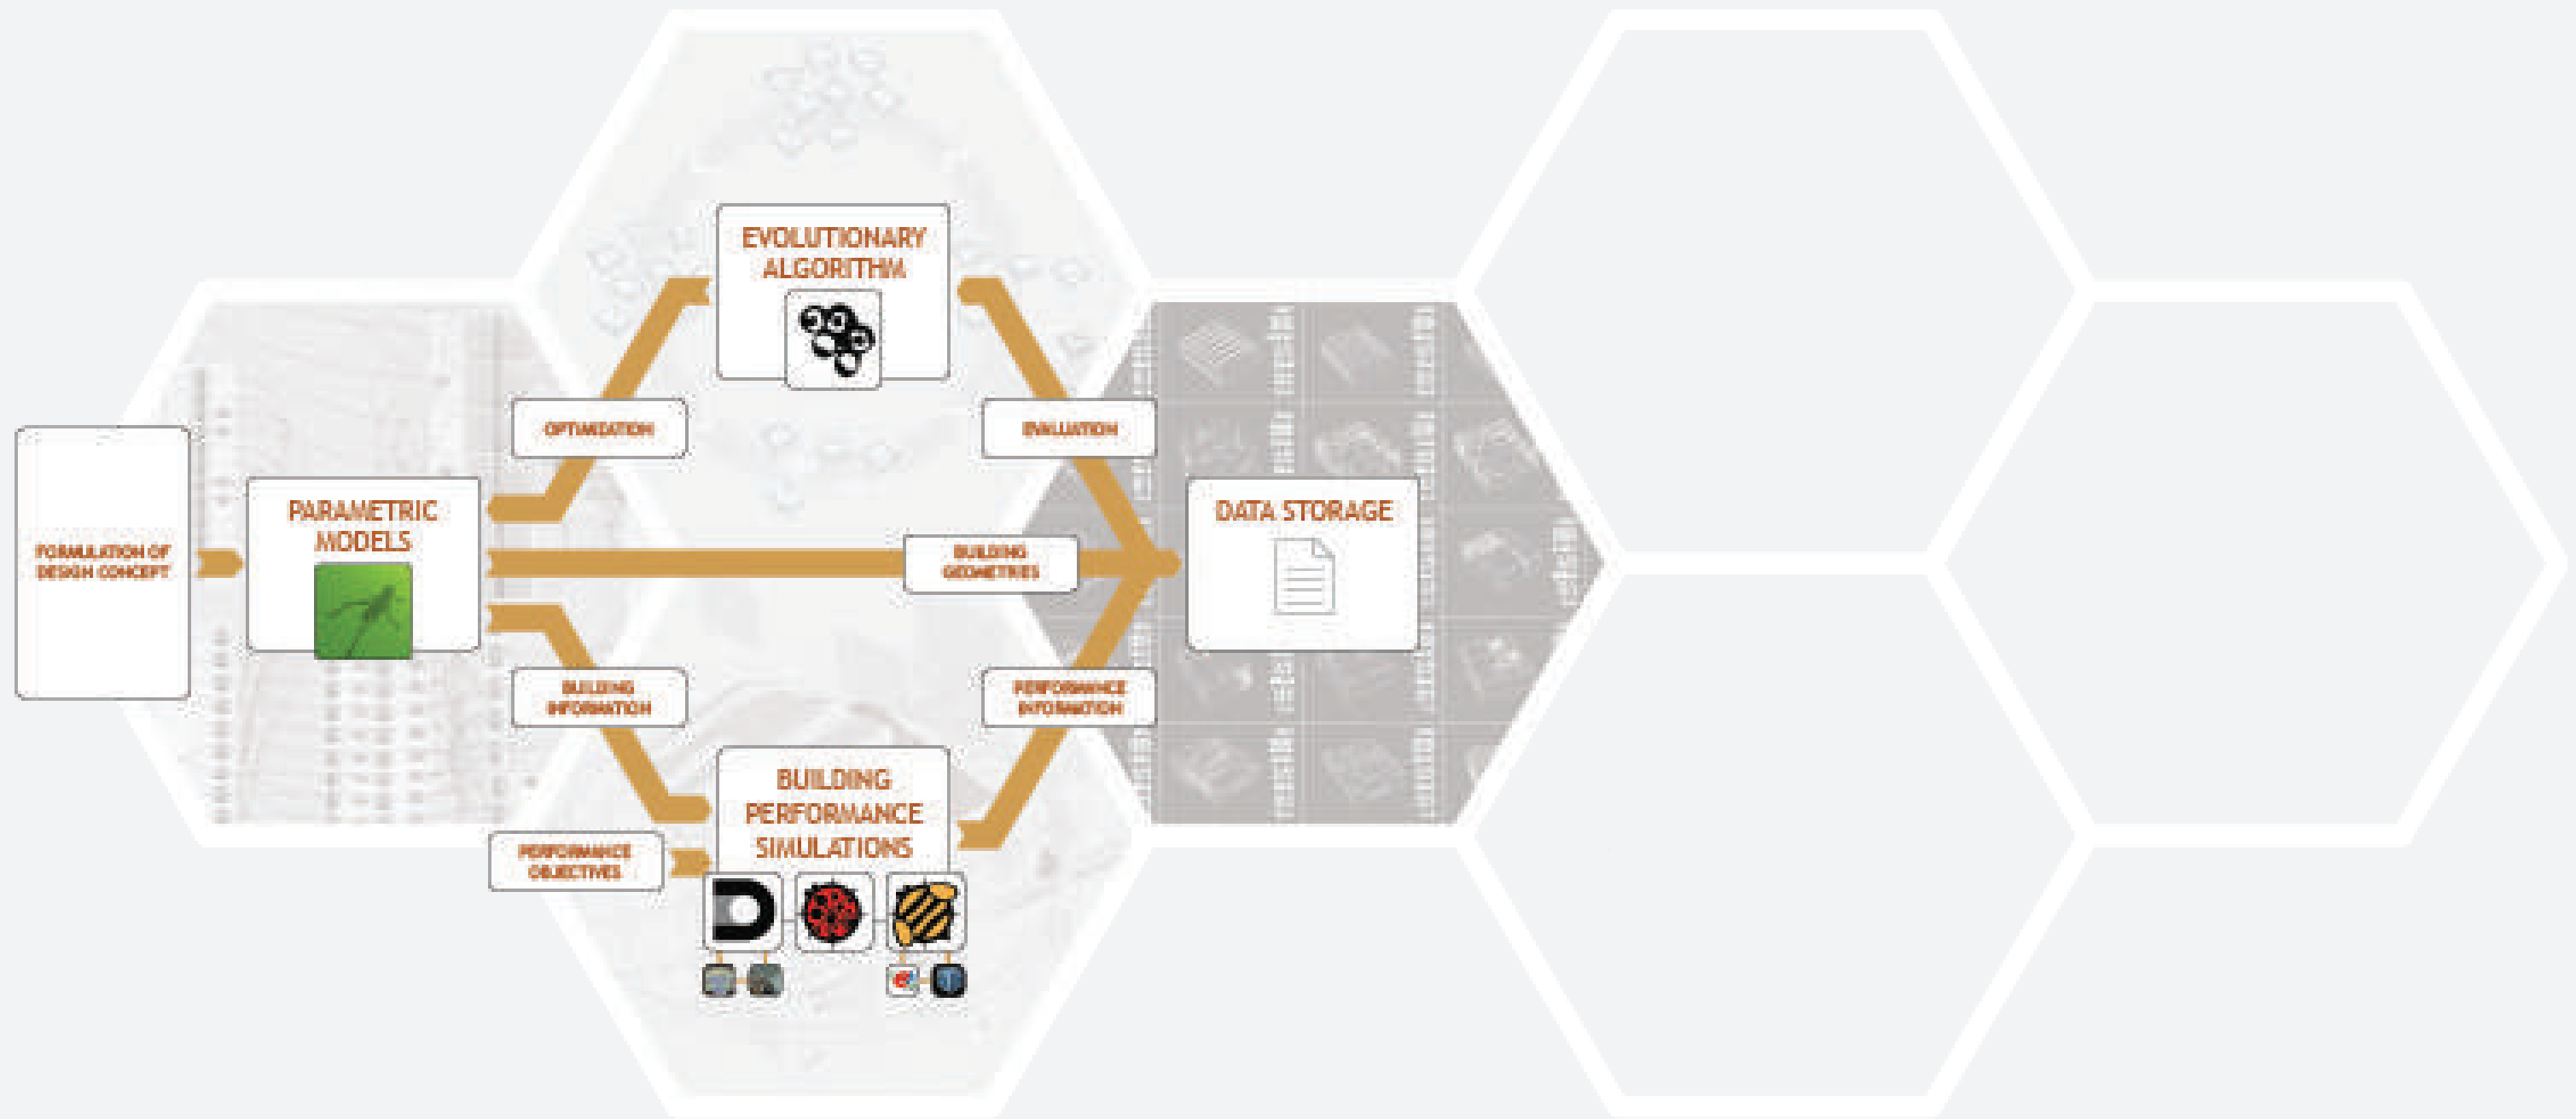 EVOLUTIONARY
ALGORITHM
OPTIMIZATION
EVALUATION
FORMULATION OF
DESIGN CONCEPT
PARAMETRIC
MODELS
BUILDING
GEOMETRIES
DATA STORAGE
BUILDING
INFORMATION
PERFORMANCE
INFORMATION
BUILDING
PERFORMANCE
SIMULATIONS
PERFORMANCE
OBJECTIVES